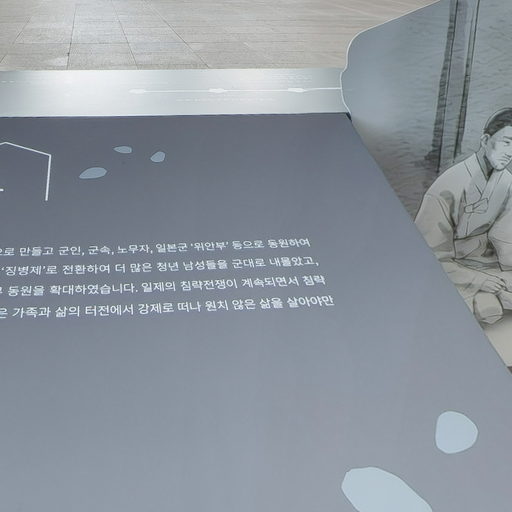 로 만들고 군인, 군속, 노무자, 일본군 '위안부' 등으로 동원하여
'징병제'로 전환하여 더 많은 청년 남성들을 군대로 내몰았고,
동원을 확대하였습니다. 일제의 침략전쟁이 계속되면서 침략
은 가족과 삶의 터전에서 강제로 떠나 원치 않은 삶을 살아야만